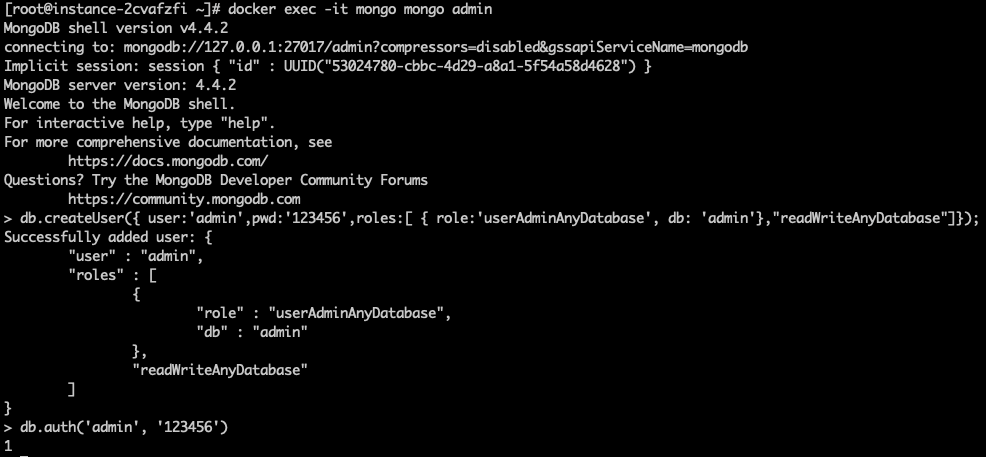 [root@instance-2cvafzfi ~]# docker exec -it mongo mongo admin
MongoDB shell version v4.4.2
connecting to: mongodb://127.0.0.1:27017/admin?compressors=disabled&gssapiServiceName=mongodb
Implicit session: session { "id" : UUID("53024780-cbbc-4d29-a8a1-5f54a58d4628") }
MongoDB server version: 4.4.2
Welcome to the MongoDB shell.
For interactive help, type "help".
For more comprehensive documentation, see
        https://docs.mongodb.com/
Questions? Try the MongoDB Developer Community Forums
        https://community.mongodb.com
> db.createUser({ user:'admin',pwd:'123456',roles:[ { role:'userAdminAnyDatabase', db: 'admin'},"readWriteAnyDatabase"]});
Successfully added user: {
        "user" : "admin",
        "roles" : [
                {
                        "role" : "userAdminAnyDatabase",
                        "db" : "admin"
                },
                "readWriteAnyDatabase"
        ]
}
> db.auth('admin', '123456')
1